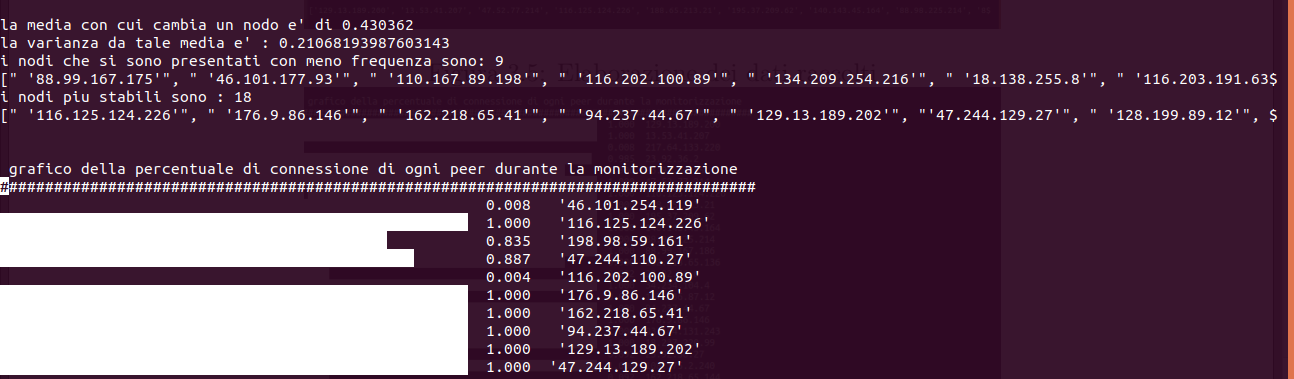 la media con cui cambia un nodo e' di 0.430362
la varianza da tale media e' : 0.21068193987603143
i nodi che si sono presentati con meno frequenza sono: 9
[" '88.99.167.175'", " '46.101.177.93'", " '110.167.89.198'", " '116.202.100.89'", " '134.209.254.216'", " '18.138.255.8'", " '116.203.191.63$
i nodi piu stabili sono : 18
[" '116.125.124.226'", " '176.9.86.146'", " '162.218.65.41'", " '94.237.44.67'", " '129.13.189.202'", "'47.244.129.27'", " '128.199.89.12'", $
grafico della percentuale di connessione di ogni peer durante la monitorizzazione
###################################################################################
0.008 '46.101.254.119'
1.000 '116.125.124.226'
0.835 '198.98.59.161'
0.887 '47.244.110.27'
0.004 '116.202.100.89'
1.000 '176.9.86.146'
1.000 '162.218.65.41'
1.000 '94.237.44.67'
1.000 '129.13.189.202'
1.000 '47.244.129.27'